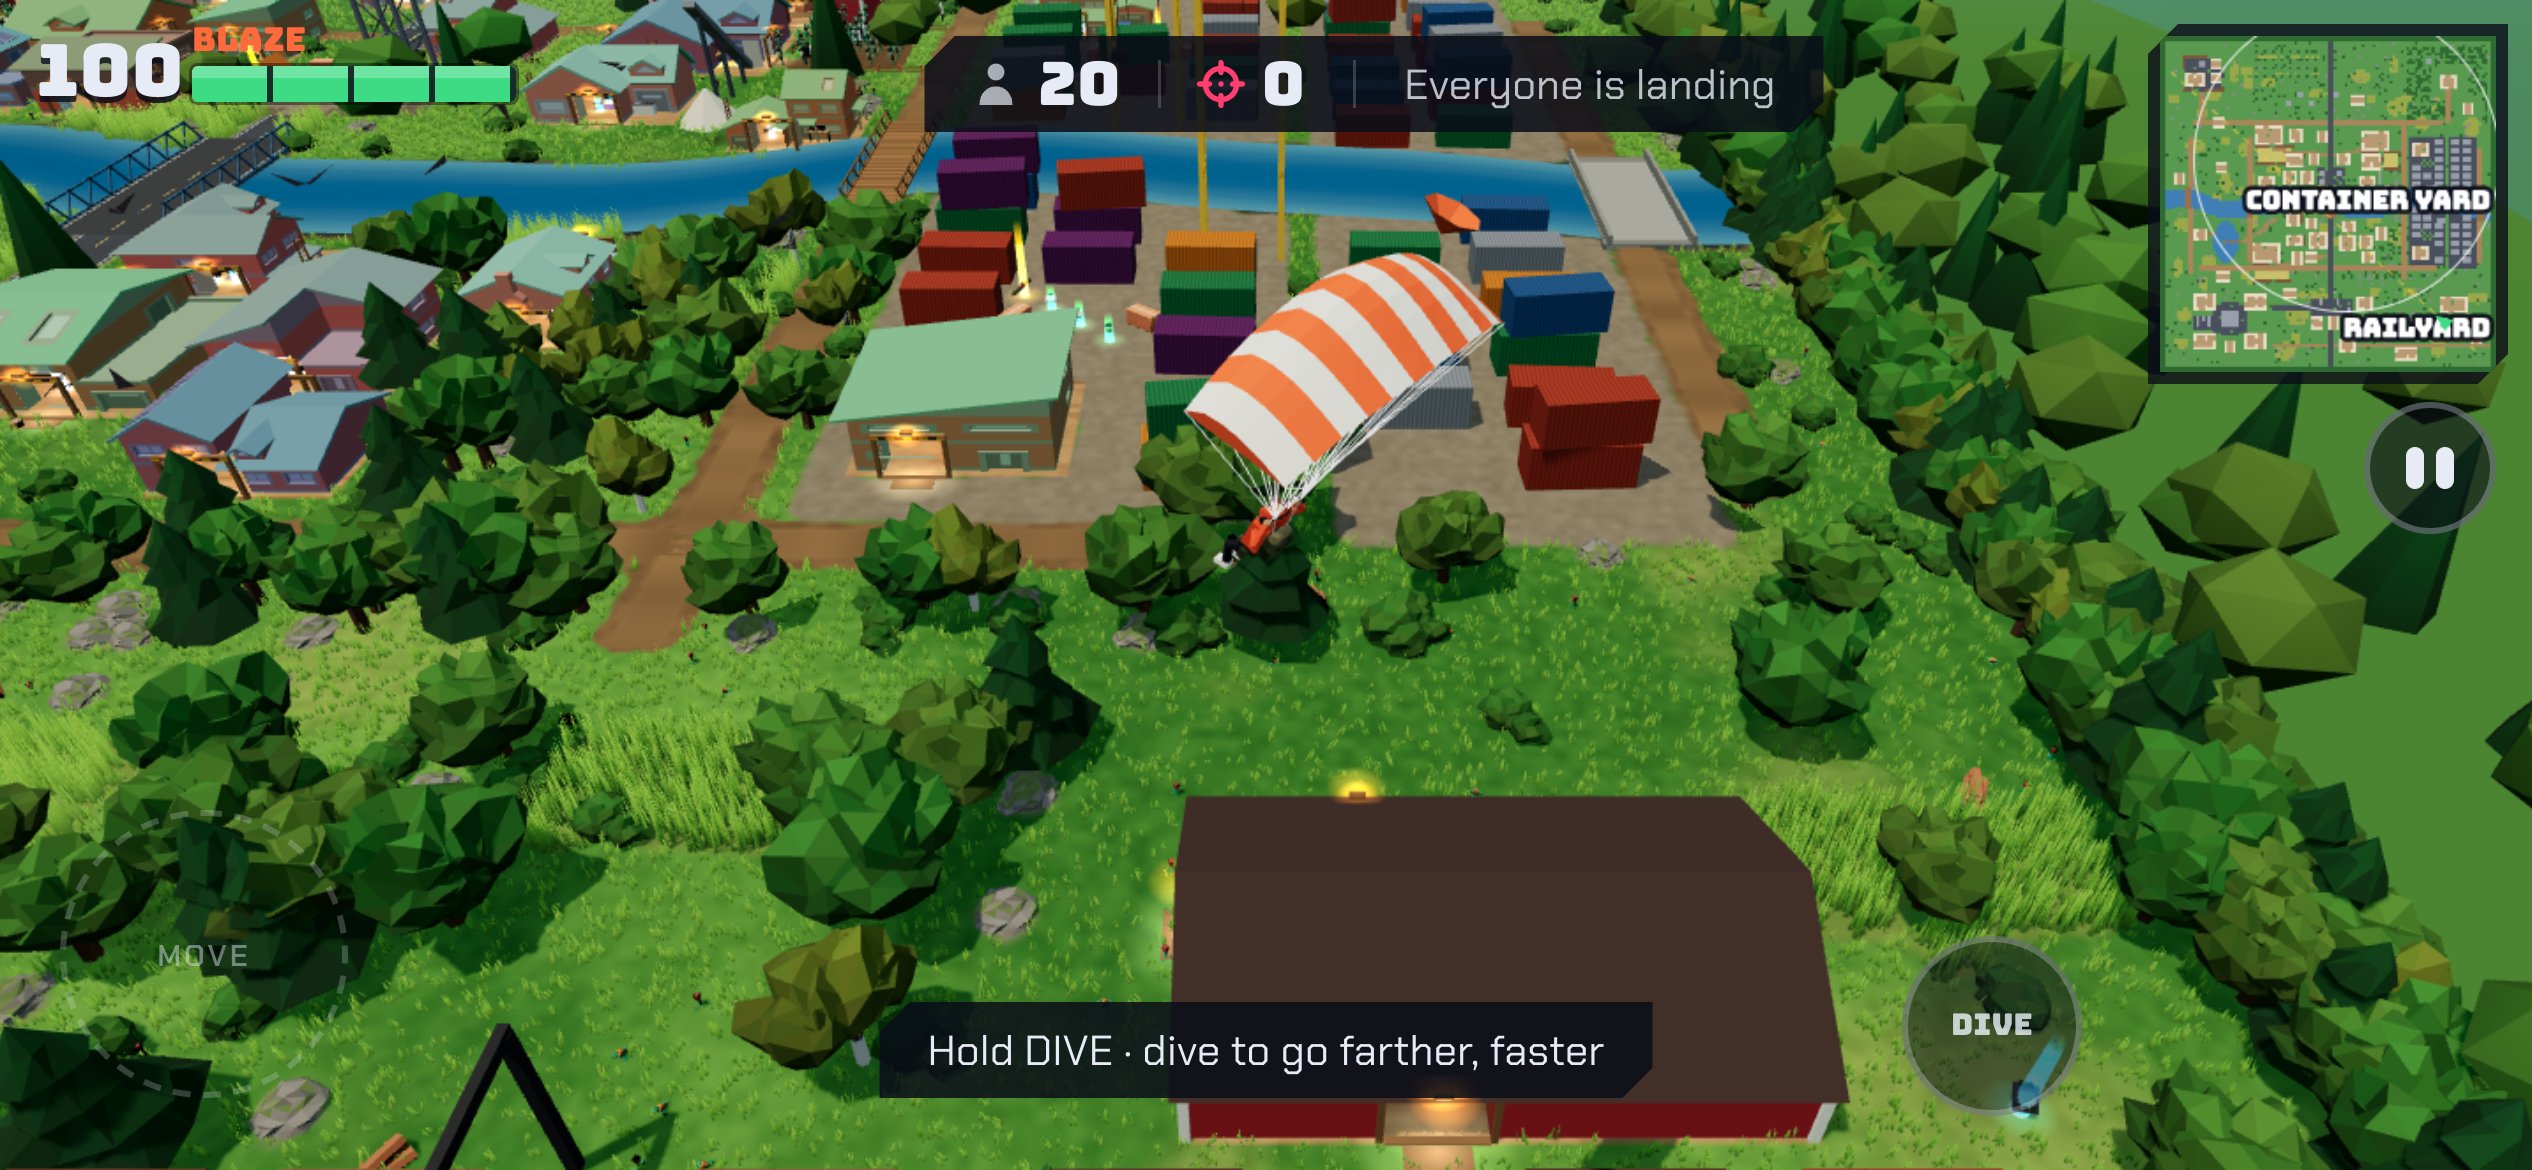 BLAZE
100
20
0
Everyone is landing
CONTAINER YARD
RAILYARD
MOVE
DIVE
Hold DIVE · dive to go farther, faster